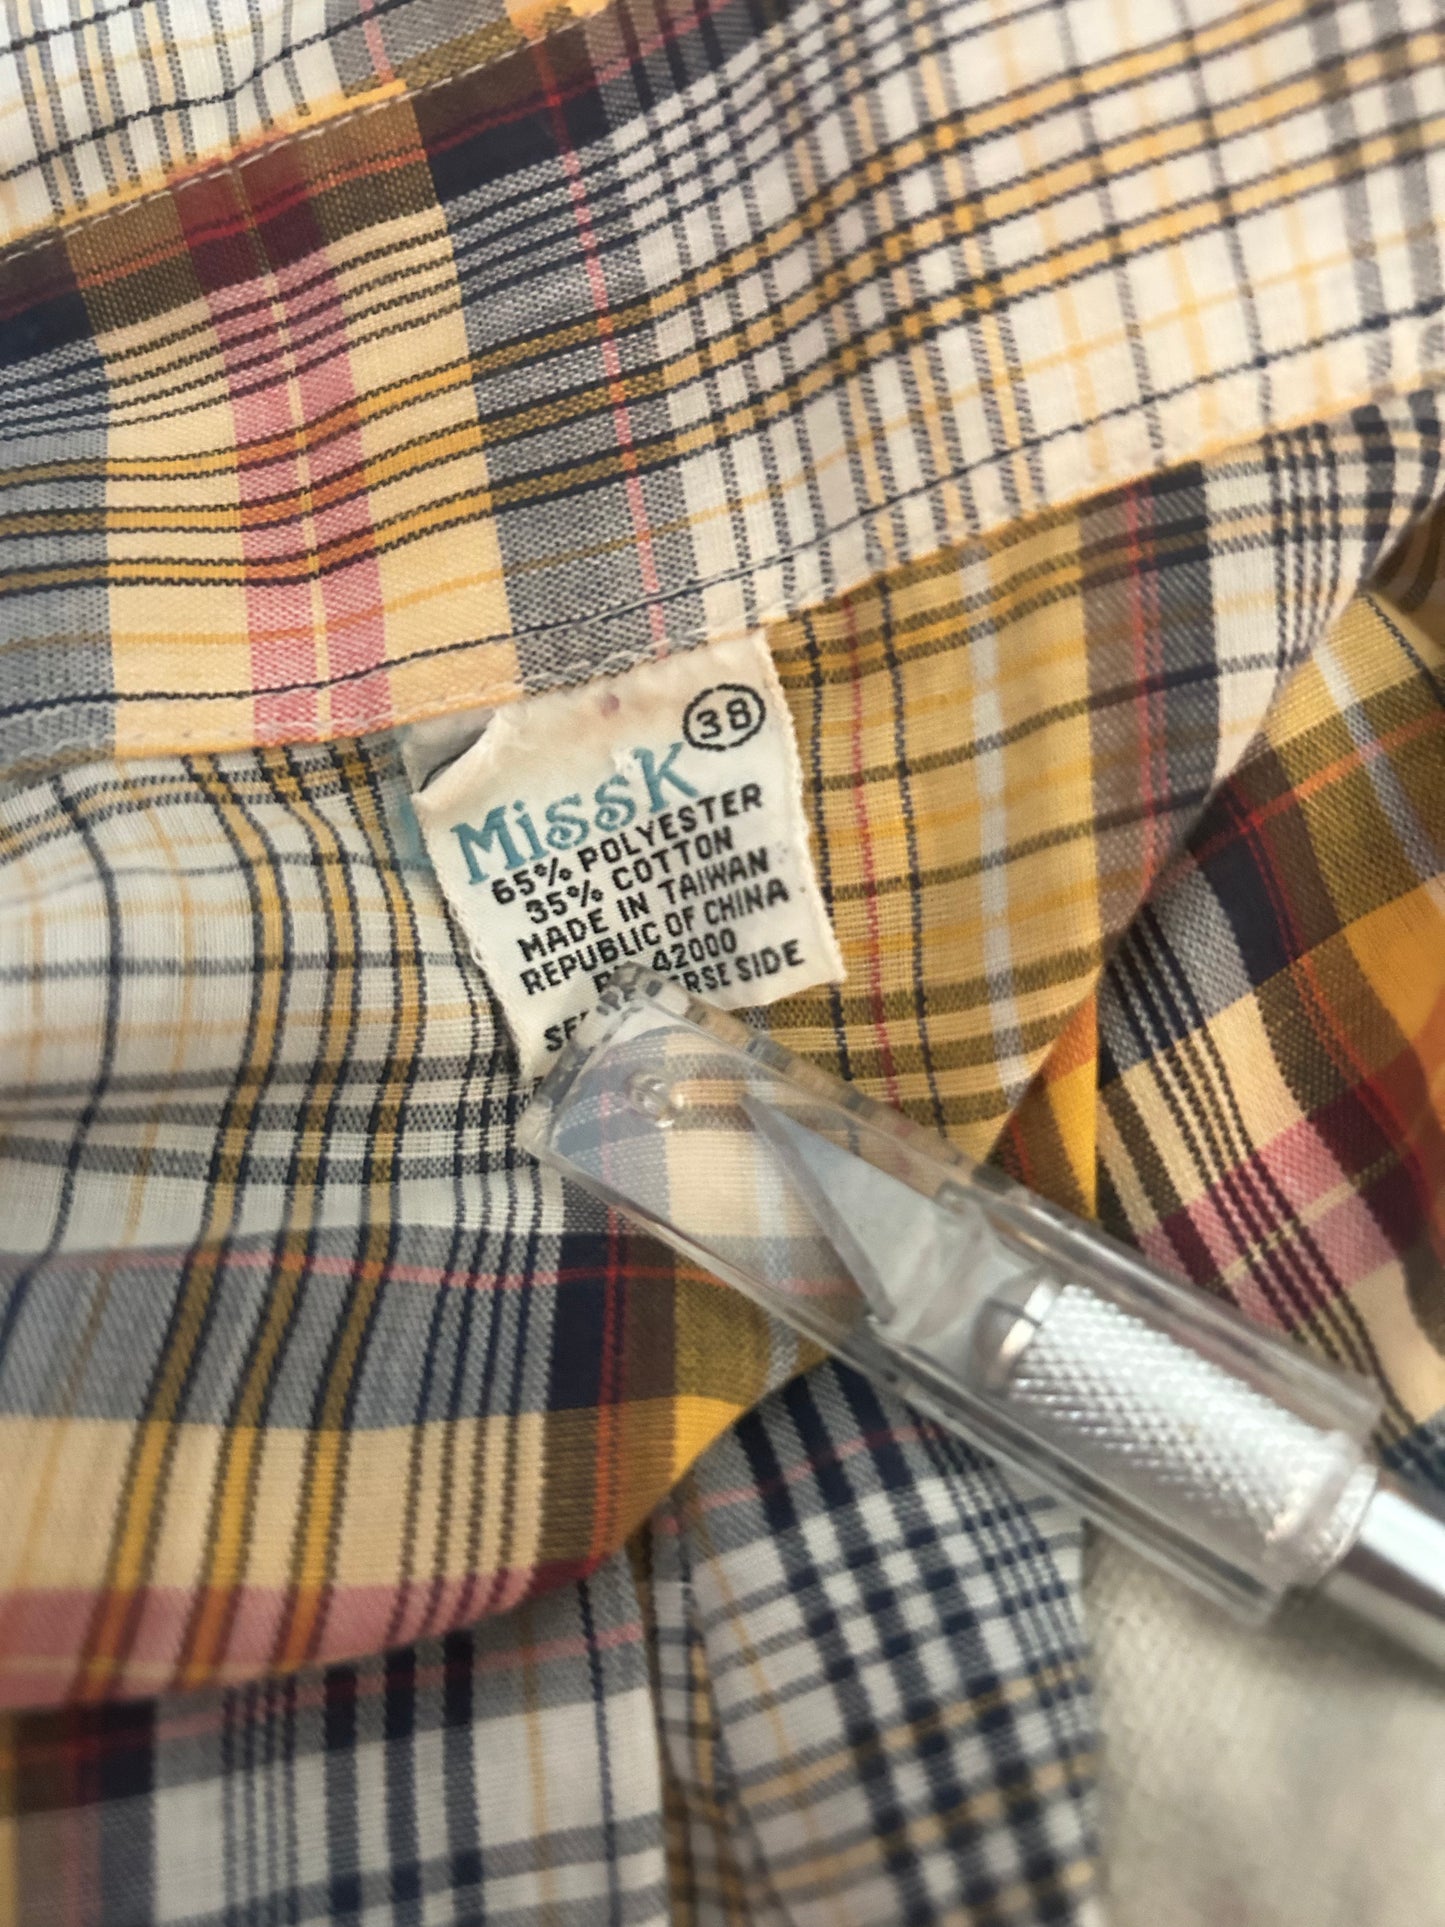 38
MissK
65% POLYESTER
35% COTTON
MADE IN TAIWAN
REPUBLIC OF CHINA
42000
SIDE